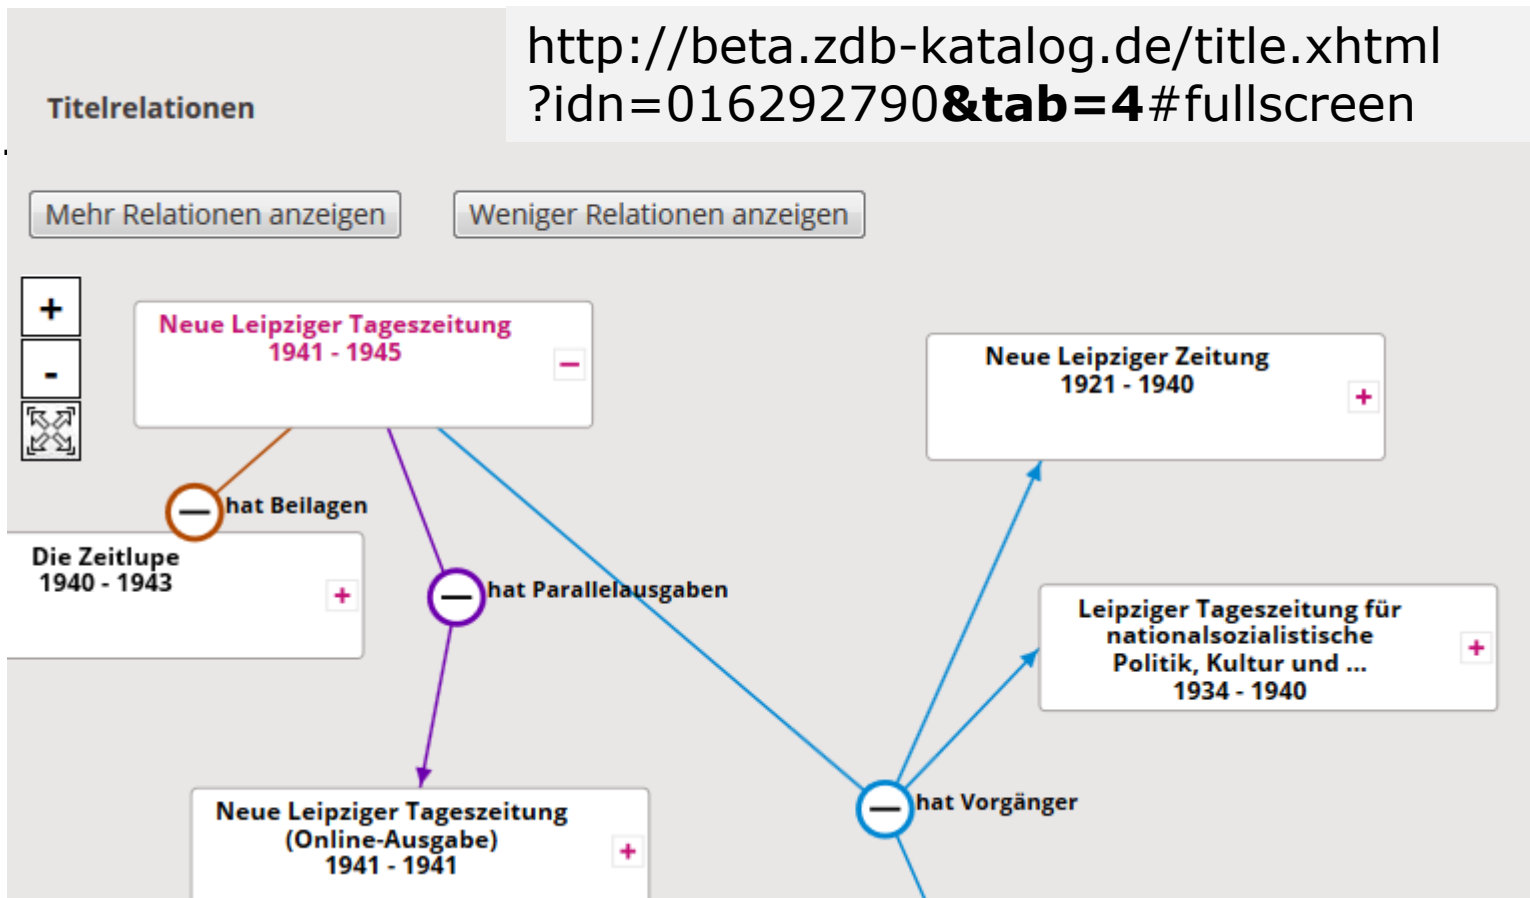 http://beta.zdb-katalog.de/title.xhtml
?idn=016292790&tab=4#fullscreen
Titelrelationen
Mehr Relationen anzeigen
Weniger Relationen anzeigen
+
-
Neue Leipziger Tageszeitung
1941 - 1945
−
Neue Leipziger Zeitung
1921 - 1940
+
hat Beilagen
Die Zeitlupe
1940 - 1943
+
hat Parallelausgaben
Leipziger Tageszeitung für
nationalsozialistische
Politik, Kultur und ...
1934 - 1940
+
hat Vorgänger
Neue Leipziger Tageszeitung
(Online-Ausgabe)
1941 - 1941
+